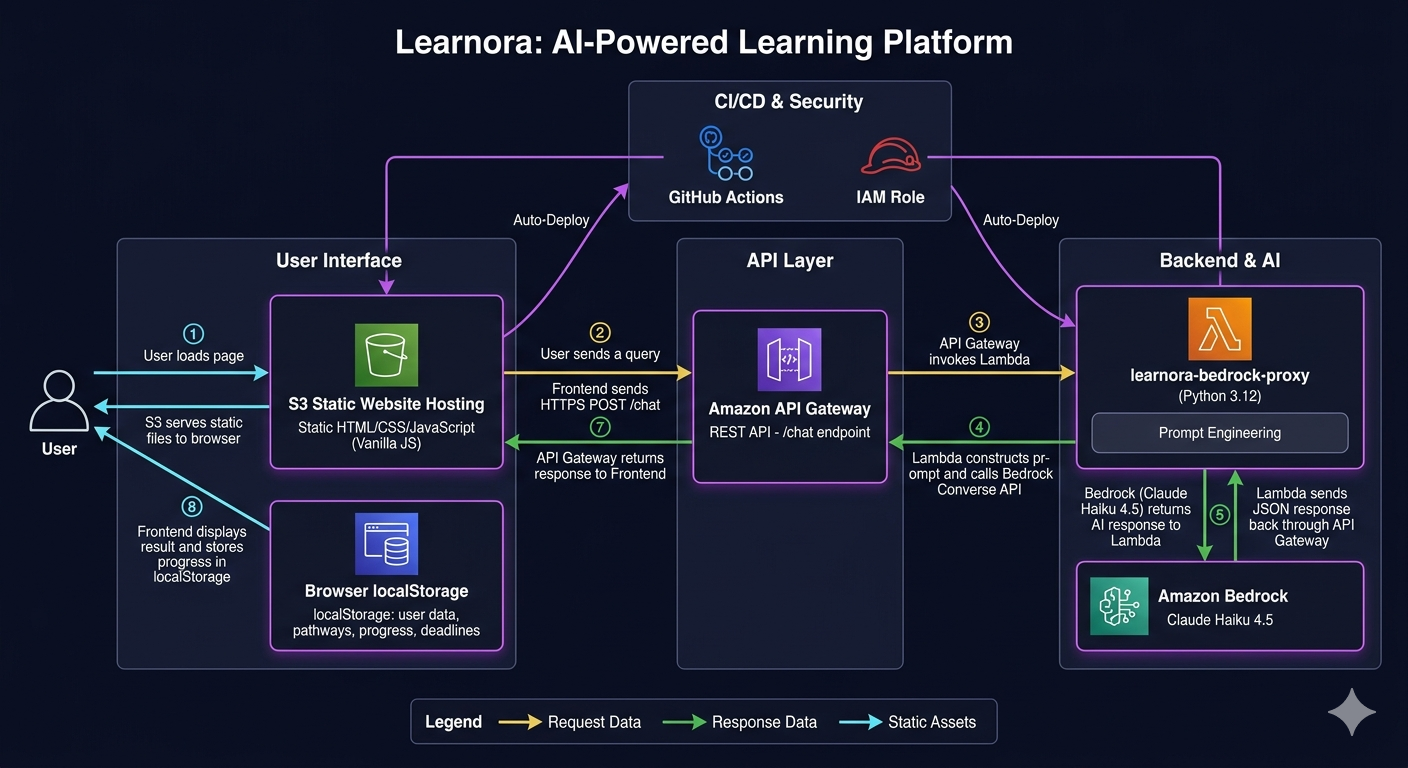 Learnora: AI-Powered Learning Platform
CI/CD & Security
GitHub Actions
IAM Role
Auto-Deploy
Auto-Deploy
User Interface
API Layer
Backend & AI
1
User loads page
S3 serves static
files to browser
User
8
Frontend displays
result and stores
progress in
localStorage
S3 Static Website Hosting
Static HTML/CSS/JavaScript
(Vanilla JS)
Browser localStorage
localStorage: user data,
pathways, progress, deadlines
2
User sends a query
Frontend sends
HTTPS POST /chat
7
API Gateway returns
response to Frontend
Amazon API Gateway
REST API - /chat endpoint
3
API Gateway
invokes Lambda
4
Lambda constructs pr-
ompt and calls Bedrock
Converse API
learnora-bedrock-proxy
(Python 3.12)
Prompt Engineering
Bedrock (Claude
Haiku 4.5) returns
AI response to
Lambda
5
Lambda sends
JSON response
back through API
Gateway
Amazon Bedrock
Claude Haiku 4.5
Legend
Request Data
Response Data
Static Assets